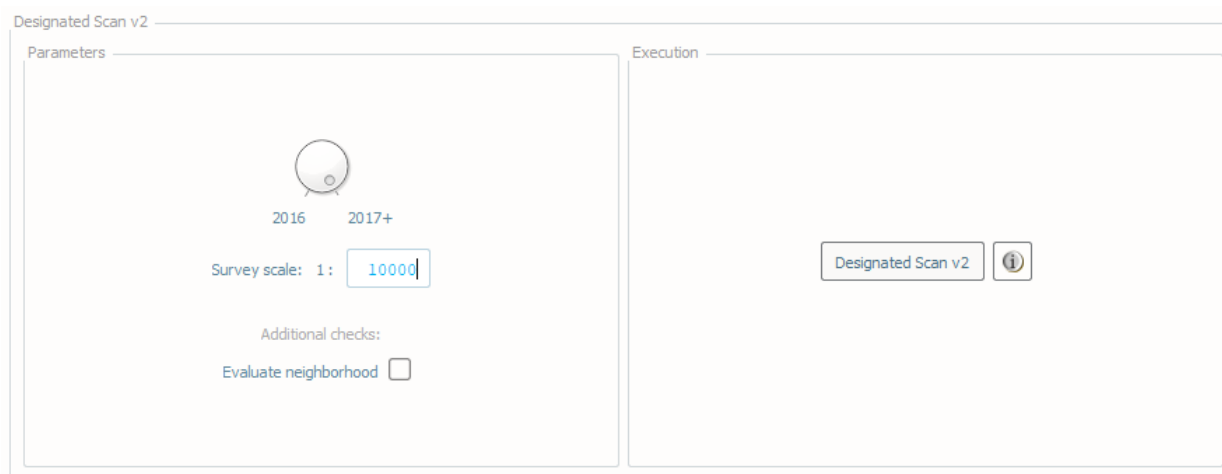 Designated Scan v2
Parameters
Execution
2016 2017+
Survey scale: 1: 10000
Designated Scan v2
Additional checks:
Evaluate neighborhood